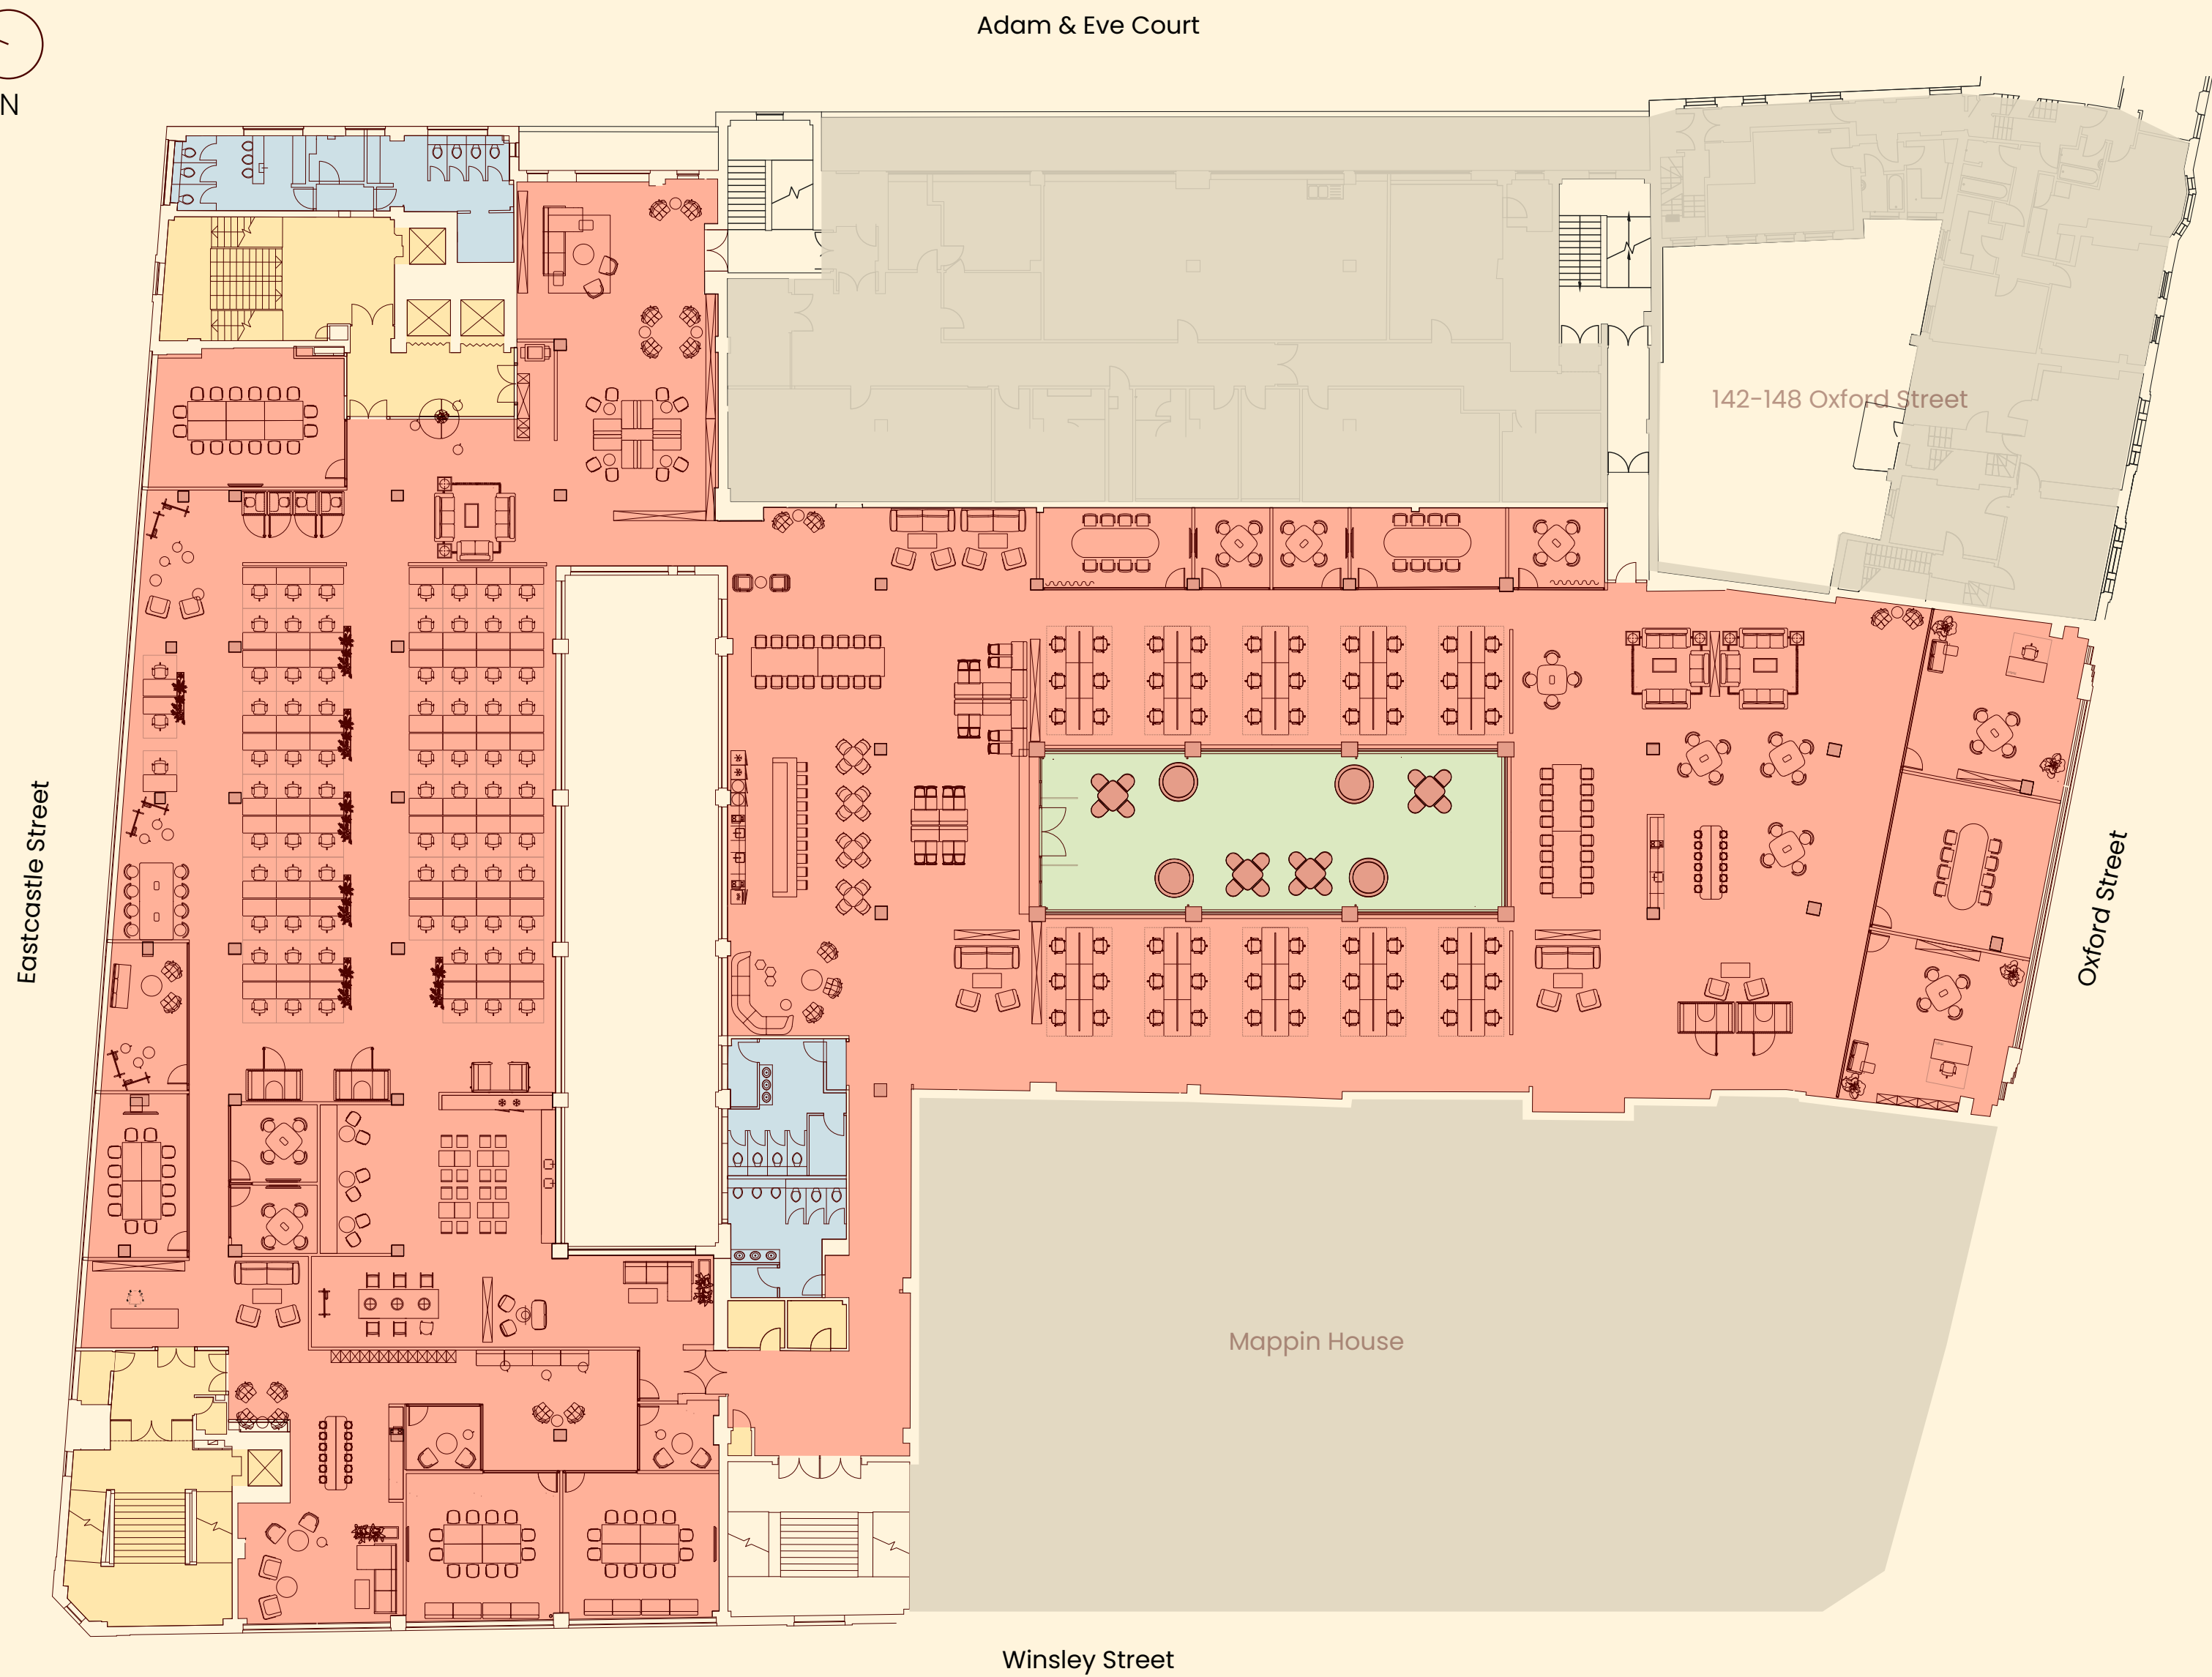 Adam & Eve Court
N
142-148 Oxford Street
Eastcastle Street
Oxford Street
Mappin House
Winsley Street